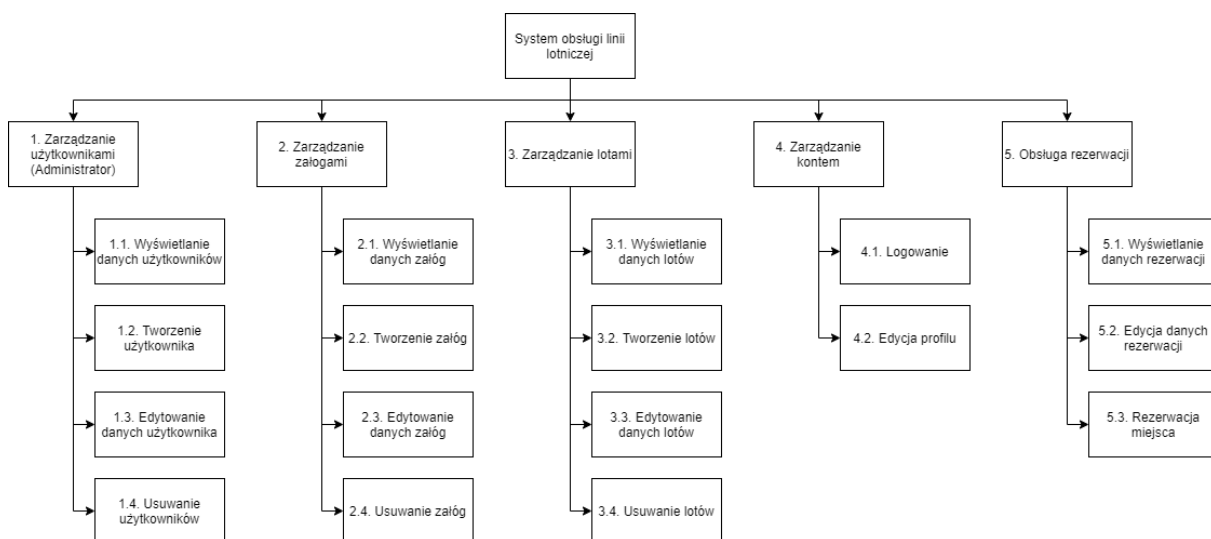 System obsługi linii
lotniczej
1. Zarządzanie
użytkownikami
(Administrator)
2. Zarządzanie
załogami
3. Zarządzanie lotami
4. Zarządzanie
kontem
5. Obsługa rezerwacji
1.1. Wyświetlanie
danych użytkowników
2.1. Wyświetlanie
danych załóg
3.1. Wyświetlanie
danych lotów
4.1. Logowanie
5.1. Wyświetlanie
danych rezerwacji
1.2. Tworzenie
użytkownika
2.2. Tworzenie załóg
3.2. Tworzenie lotów
4.2. Edycja profilu
5.2. Edycja danych
rezerwacji
1.3. Edytowanie
danych użytkownika
2.3. Edytowanie
danych załóg
3.3. Edytowanie
danych lotów
5.3. Rezerwacja
miejsca
1.4. Usuwanie
użytkowników
2.4. Usuwanie załóg
3.4. Usuwanie lotów